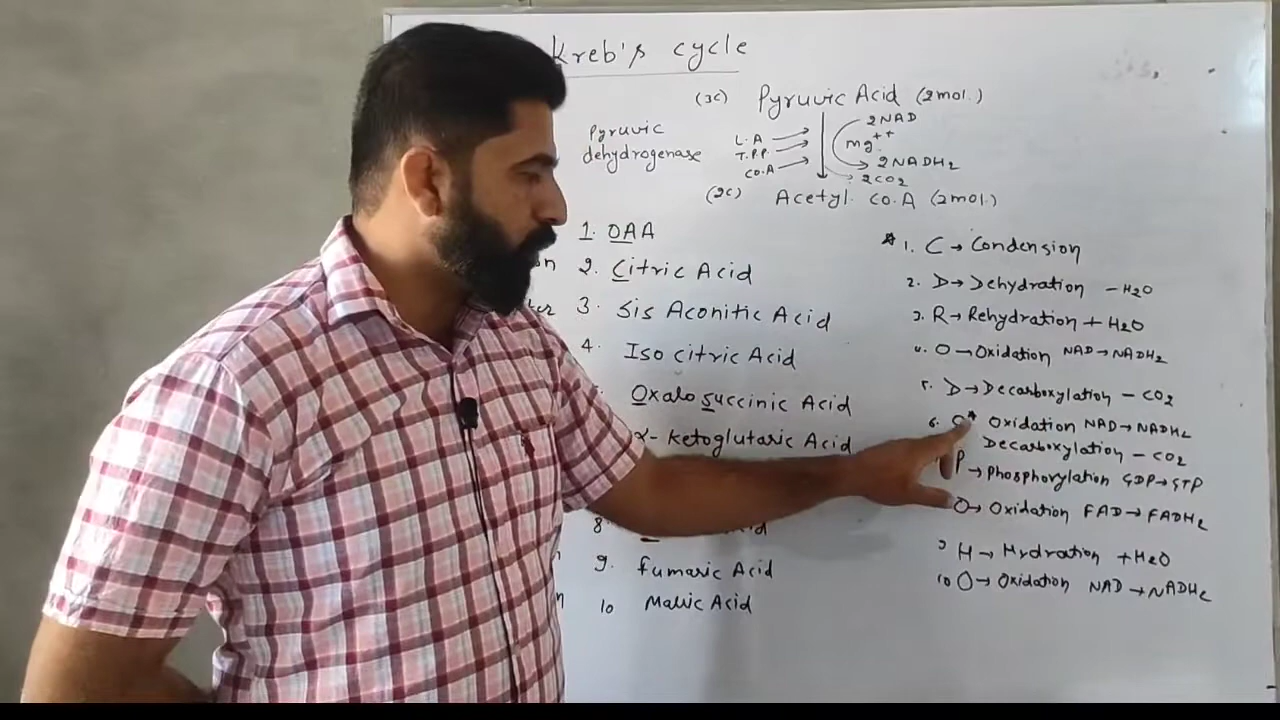 Kreb's cycle
(3C) Pyruvic Acid (2mol.)
Pyruvic dehydrogenase
L.A
T.P.P.
CO.A
2NAD
mg++
2NADH2
2CO2
(2C) Acetyl. CO.A (2mol.)
1. OAA
2. Citric Acid
3. Sis Aconitic Acid
4. Iso citric Acid
Oxalo succinic Acid
α- ketoglutaric Acid
8.
9. fumaric Acid
10 Malic Acid
1. C → Condension
2. D → Dehydration - H2O
3. R → Rehydration + H2O
4. O → Oxidation NAD → NADH2
5. D → Decarboxylation - CO2
6. Oxidation NAD → NADH2
Decarboxylation - CO2
P → Phosphorylation GDP → GTP
O → Oxidation FAD → FADH2
9 H → Hydration + H2O
10 O → Oxidation NAD → NADH2